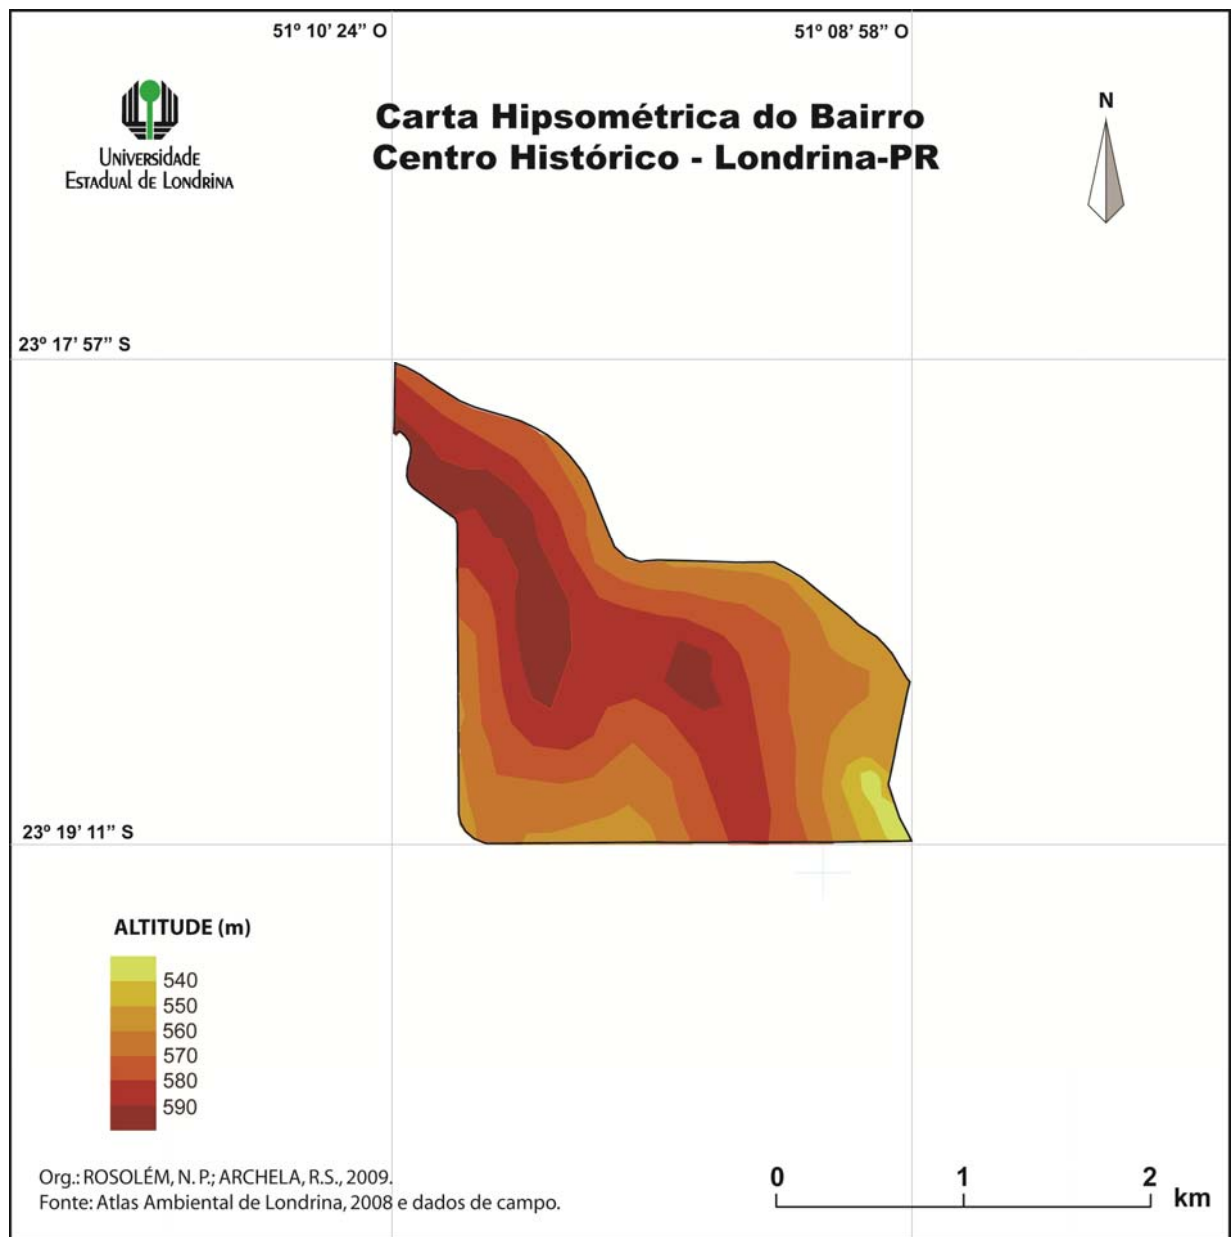 51º 10’ 24” O
51º 08’ 58” O
Universidade
Estadual de Londrina
Carta Hipsométrica do Bairro
Centro Histórico - Londrina-PR
N
23º 17’ 57” S
23º 19’ 11” S
ALTITUDE (m)
540
550
560
570
580
590
Org.: ROSOLÉM, N. P.; ARCHELA, R.S., 2009.
Fonte: Atlas Ambiental de Londrina, 2008 e dados de campo.
0 1 2
km